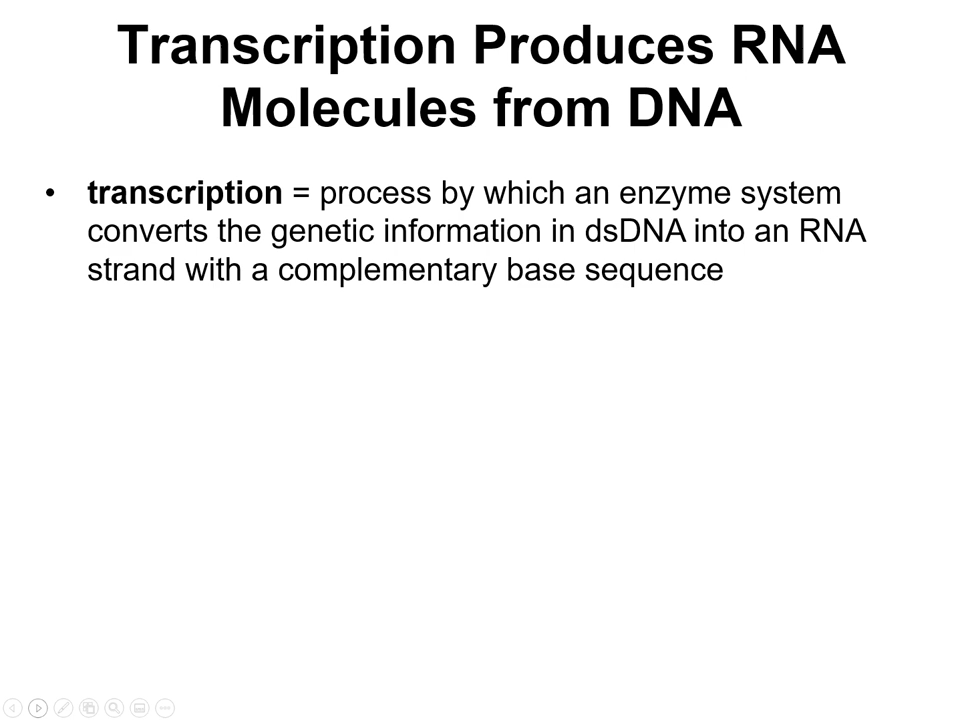 Transcription Produces RNA
Molecules from DNA
• transcription = process by which an enzyme system
converts the genetic information in dsDNA into an RNA
strand with a complementary base sequence